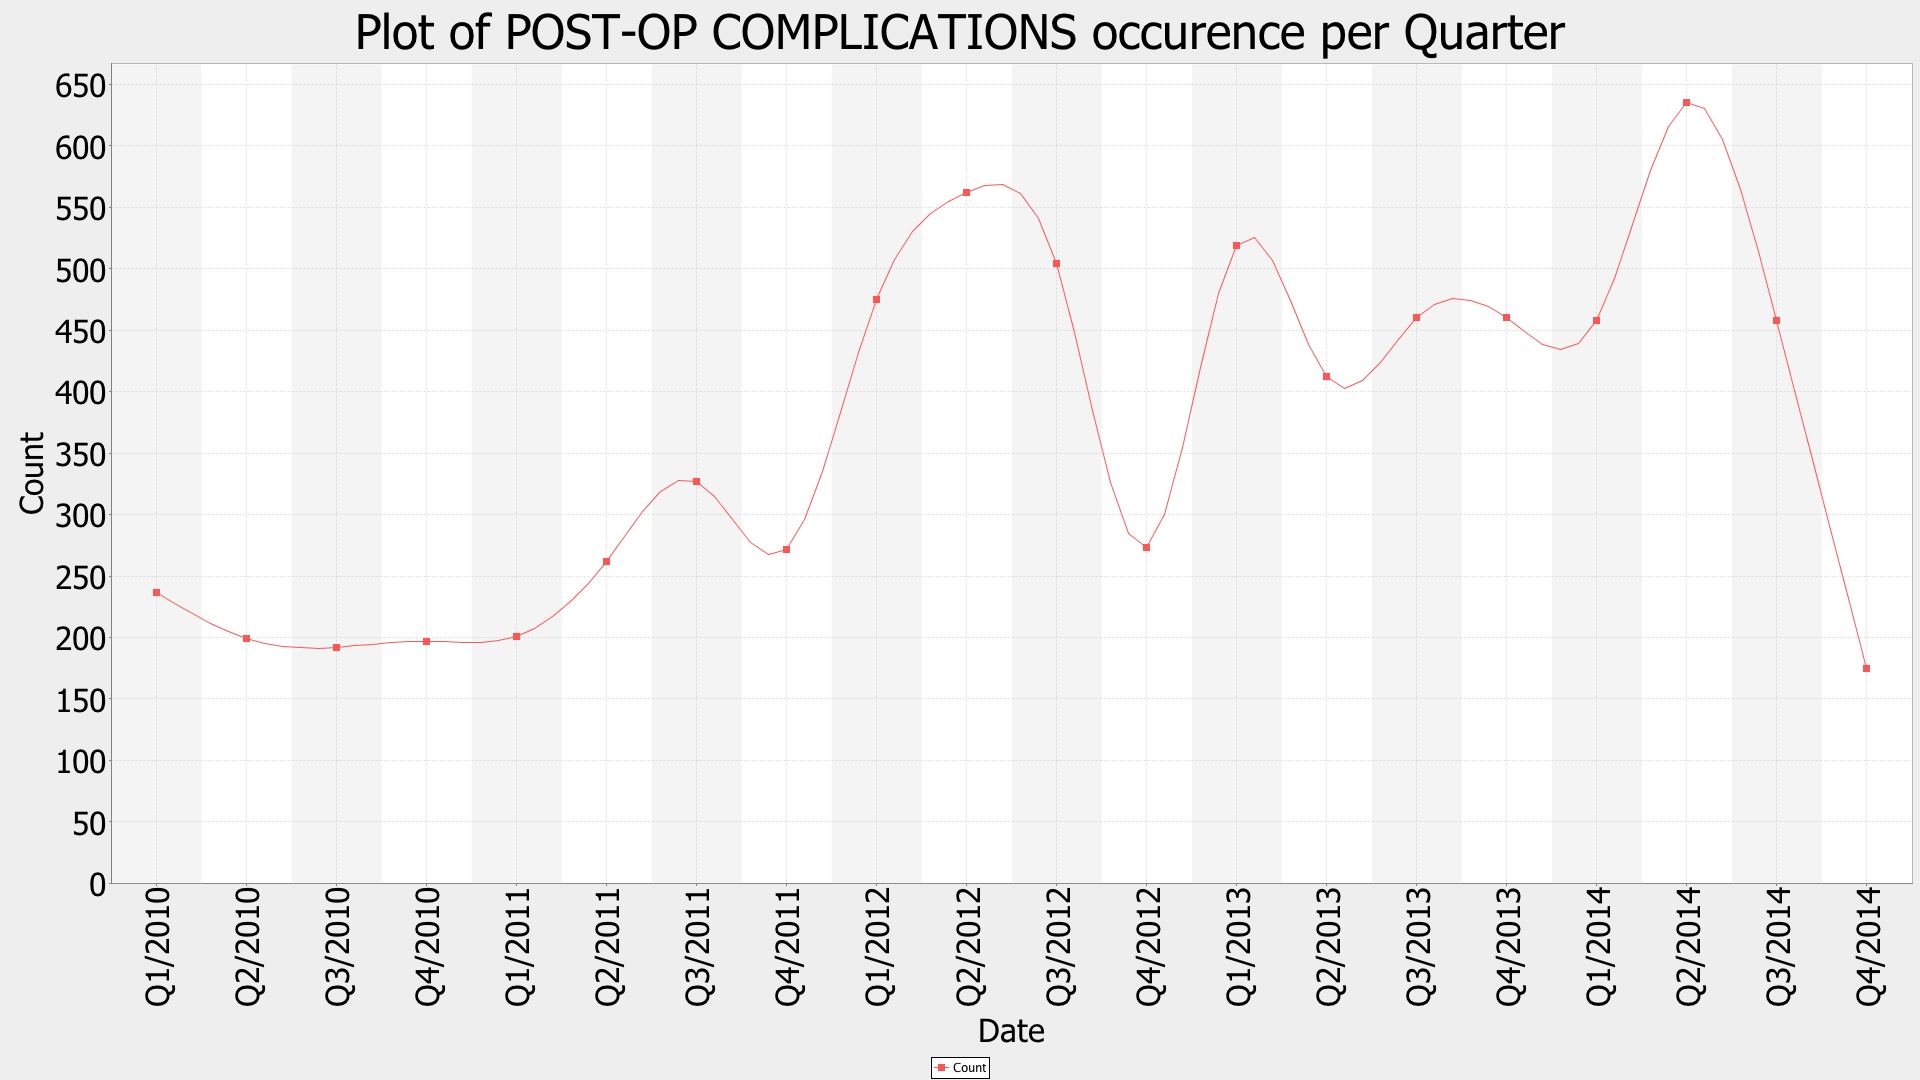 Plot of POST-OP COMPLICATIONS occurence per Quarter
650
600
550
500
450
400
350
300
250
200
150
100
50
0
Count
Q1/2010
Q2/2010
Q3/2010
Q4/2010
Q1/2011
Q2/2011
Q3/2011
Q4/2011
Q1/2012
Q2/2012
Q3/2012
Q4/2012
Q1/2013
Q2/2013
Q3/2013
Q4/2013
Q1/2014
Q2/2014
Q3/2014
Q4/2014
Date
Count